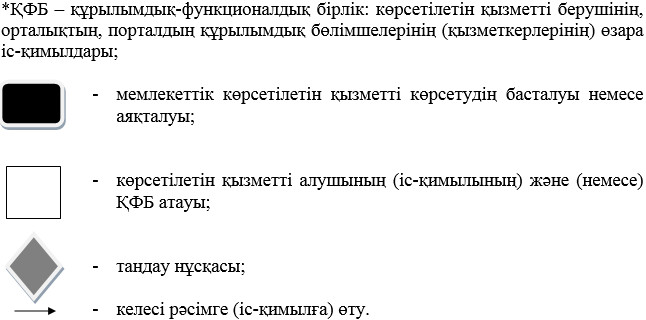 *ҚФБ – құрылымдық-функционалдық бірлік: көрсетілетін қызметті берушінің,
орталықтың, порталдың құрылымдық бөлімшелерінің (қызметкерлерінің) өзара
іс-қимылдары;
- мемлекеттік көрсетілетін қызметті көрсетудің басталуы немесе
аяқталуы;
- көрсетілетін қызметті алушының (іс-қимылының) және (немесе)
ҚФБ атауы;
- таңдау нұсқасы;
- келесі рәсімге (іс-қимылға) өту.